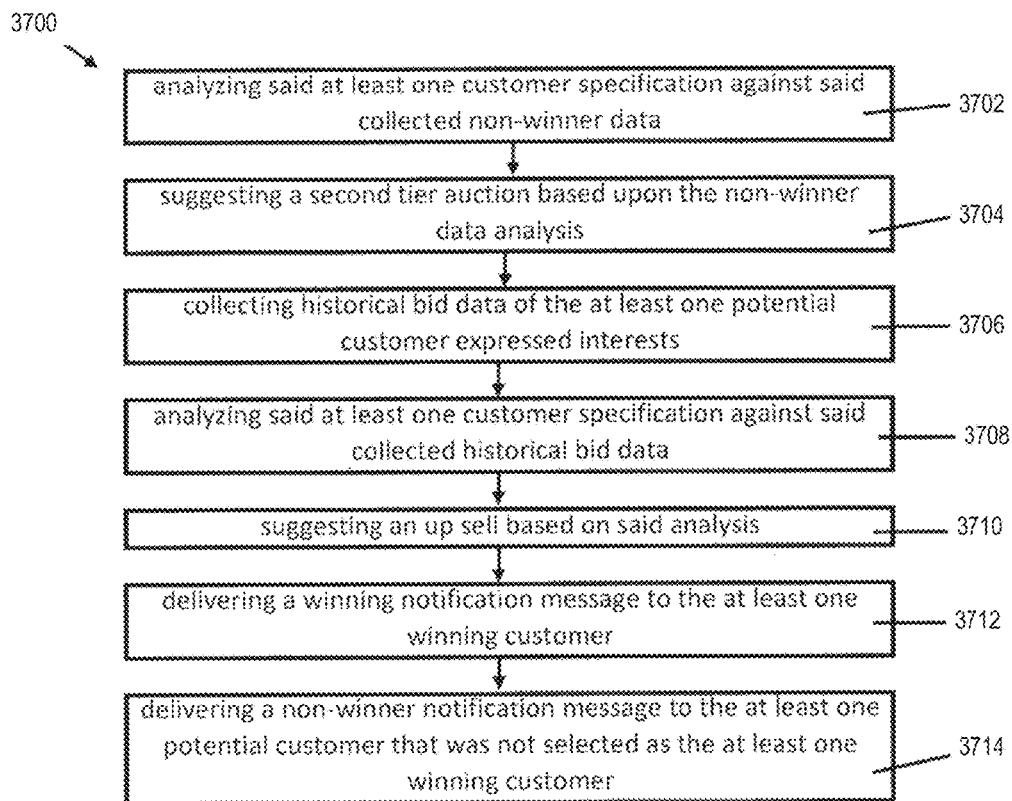 3700
analyzing said at least one customer specification against said
collected non-winner data
3702
suggesting a second tier auction based upon the non-winner
data analysis
3704
collecting historical bid data of the at least one potential
customer expressed interests
3706
analyzing said at least one customer specification against said
collected historical bid data
3708
suggesting an up sell based on said analysis
3710
delivering a winning notification message to the at least one
winning customer
3712
delivering a non-winner notification message to the at least one
potential customer that was not selected as the at least one
winning customer
3714